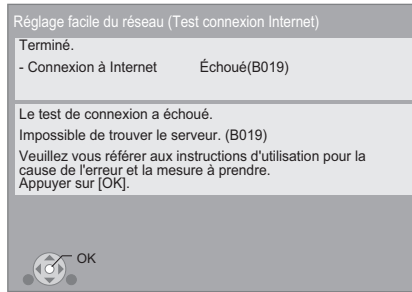 Réglage facile du réseau (Test connexion Internet)
Terminé.
- Connexion à Internet Échoué(B019)
Le test de connexion a échoué.
Impossible de trouver le serveur. (B019)
Veuillez vous référer aux instructions d'utilisation pour la
cause de l'erreur et la mesure à prendre.
Appuyer sur [OK].
OK